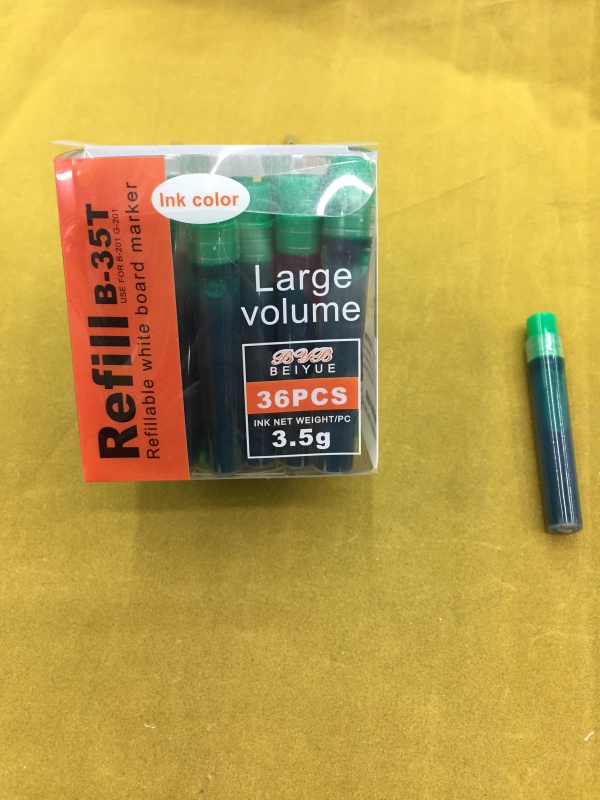 Refill B-35T
USE FOR B-201 G-201
Refillable white board marker
Ink color
Large
volume
BYB
BEIYUE
36PCS
INK NET WEIGHT/PC
3.5g